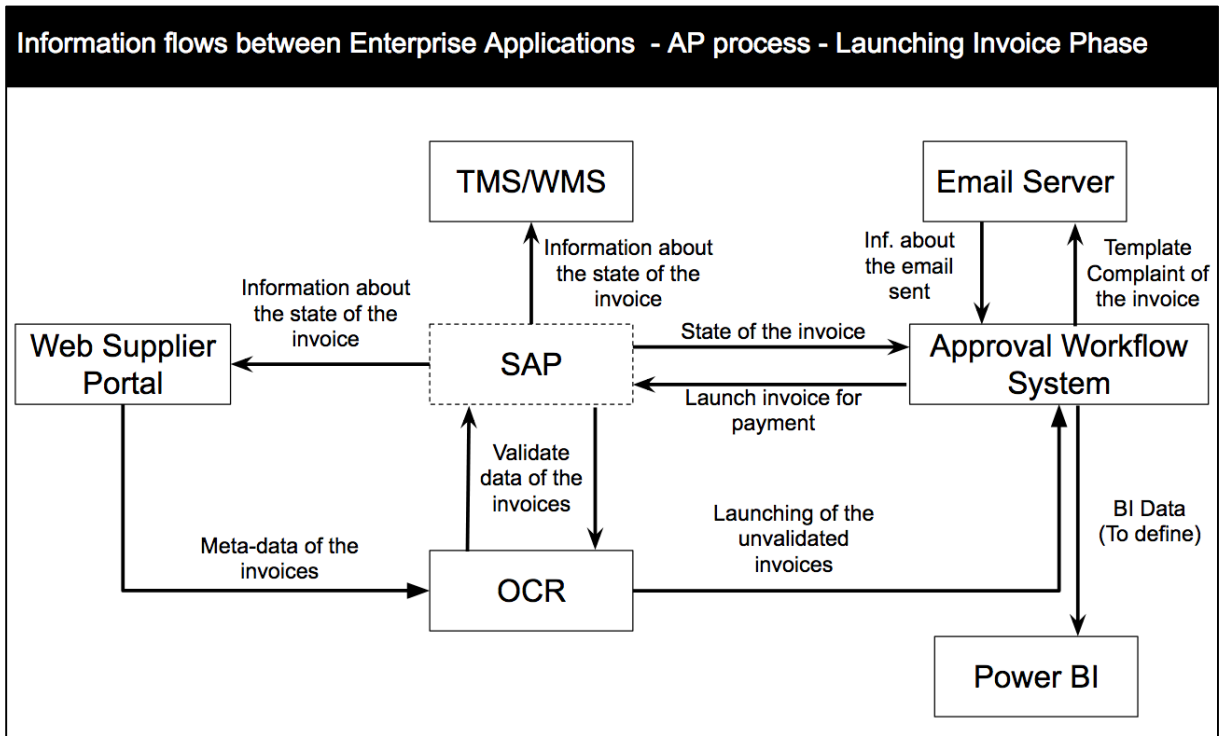 Information flows between Enterprise Applications  - AP process - Launching Invoice Phase
TMS/WMS
Email Server
Information about
the state of the
invoice
Inf. about
the email
sent
Template
Complaint of
the invoice
Information about
the state of the
invoice
Web Supplier
Portal
SAP
State of the invoice
Approval Workflow
System
Launch invoice for
payment
Validate
data of the
invoices
Meta-data of the
invoices
OCR
Launching of the
unvalidated
invoices
BI Data
(To define)
Power BI